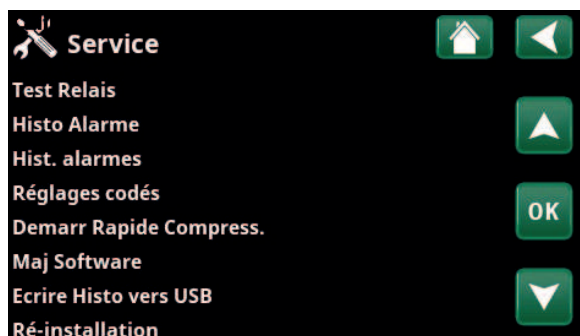 Service
Test Relais
Histo Alarme
Hist. alarmes
Réglages codés
OK
Demarr Rapide Compress.
Maj Software
Ecrire Histo vers USB
Ré-installation